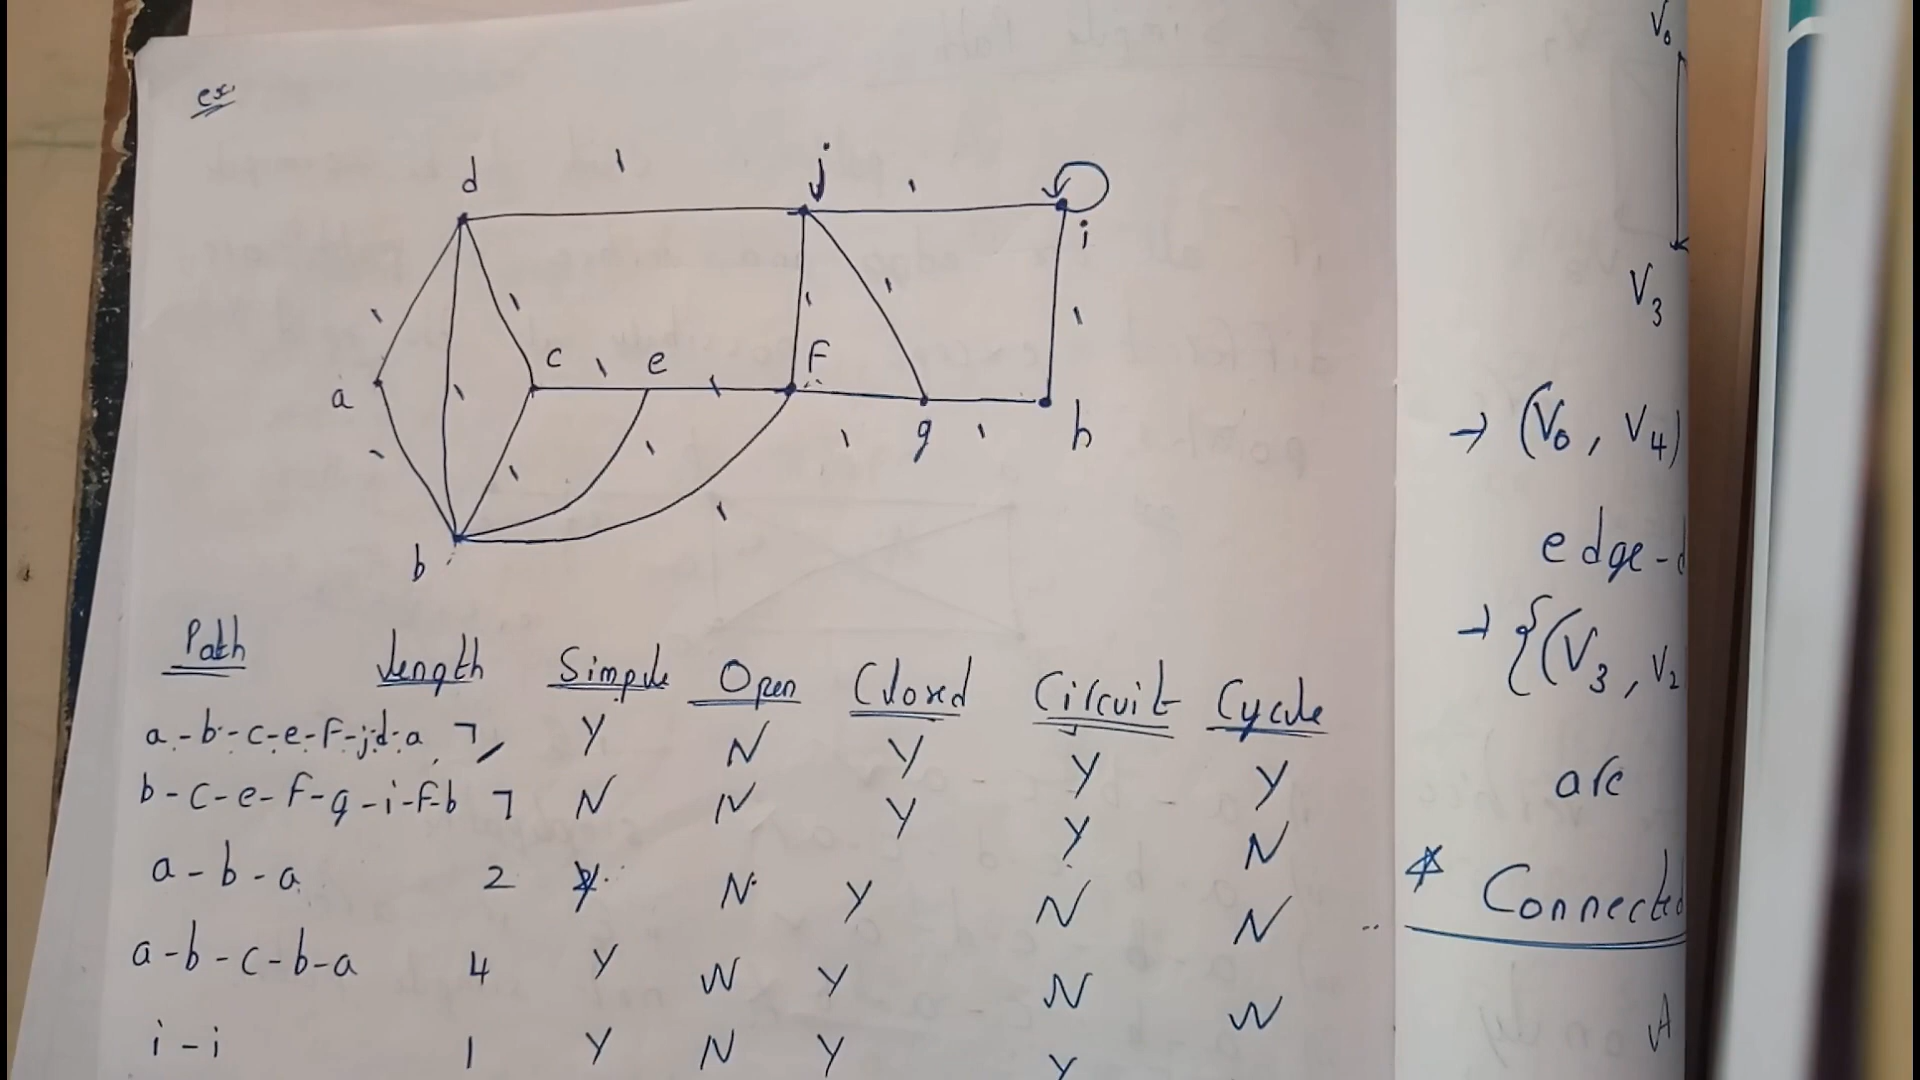 ex.
d
j
i
c
e
f
a
g
h
b
Path length Simple Open Closed Circuit Cycle
a-b-c-e-f-j-d-a 7 Y N Y Y Y
b-c-e-f-g-i-f-b 7 N N Y Y N
a-b-a 2 N Y N N
a-b-c-b-a 4 Y N Y N N
i-i 1 Y N Y Y
V0
V3
→ (V0, V4)
edge-d
→ {(V3, V2
are
* Connected
A